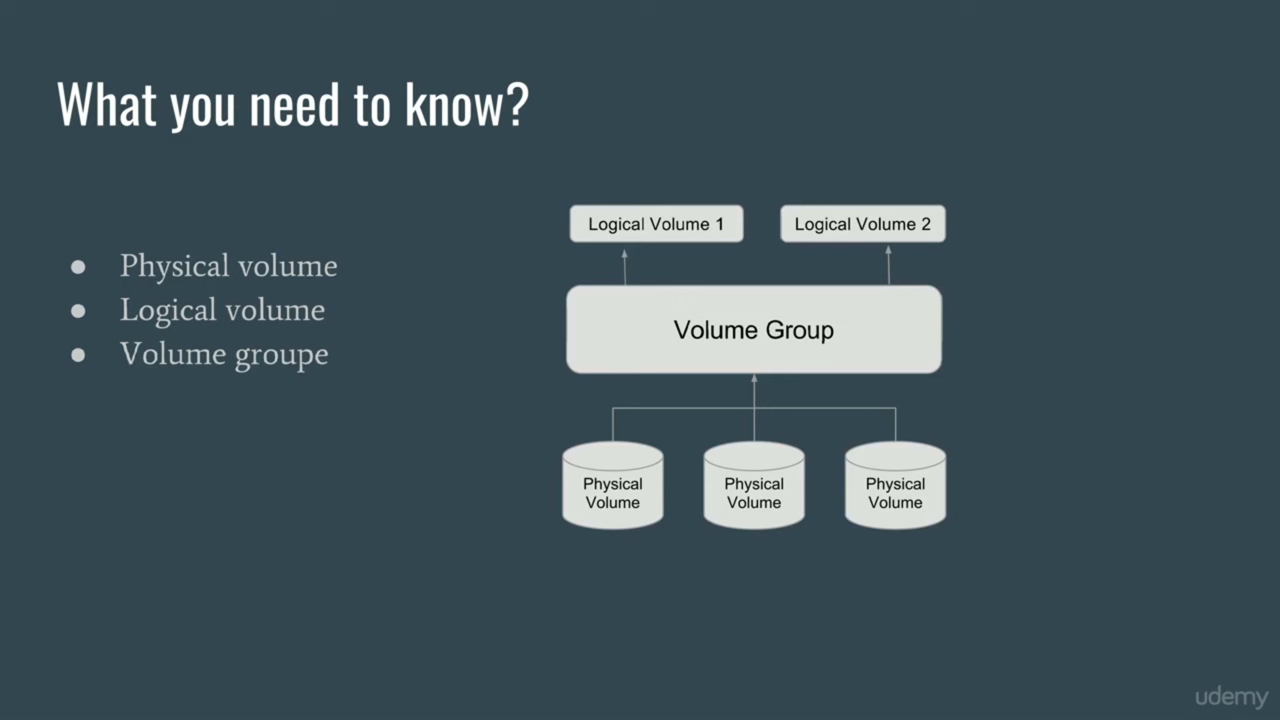 What you need to know?
● Physical volume
● Logical volume
● Volume groupe
Logical Volume 1
Logical Volume 2
Volume Group
Physical
Volume
Physical
Volume
Physical
Volume
udemy